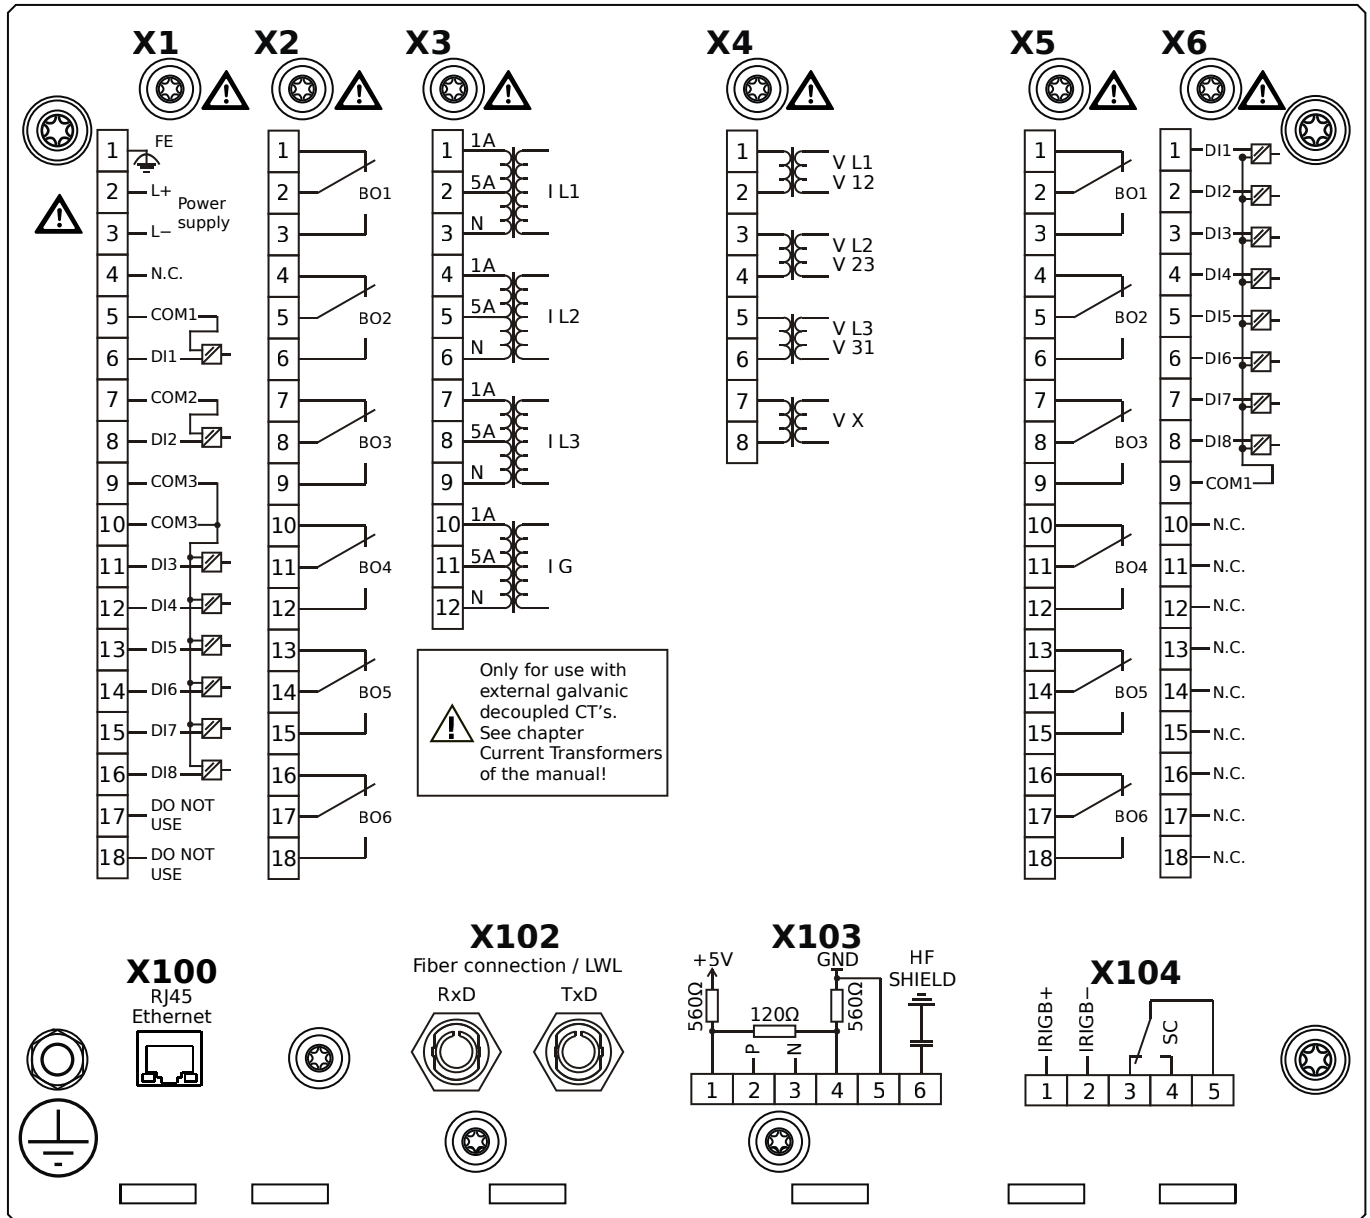 X1 X2 X3 X4 X5 X6
1 FE
2 L+
Power
supply
3 L−
4 N.C.
5 COM1
6 DI1
7 COM2
8 DI2
9 COM3
10 COM3
11 DI3
12 DI4
13 DI5
14 DI6
15 DI7
16 DI8
17 DO NOT
USE
18 DO NOT
USE
1
2 BO1
3
4
5 BO2
6
7
8 BO3
9
10
11 BO4
12
13
14 BO5
15
16
17 BO6
18
1 1A
2 5A I L1
3 N
4 1A
5 5A I L2
6 N
7 1A
8 5A I L3
9 N
10 1A
11 5A I G
12 N
!
Only for use with
external galvanic
decoupled CT's.
See chapter
Current Transformers
of the manual!
1 V L1
2 V 12
3 V L2
4 V 23
5 V L3
6 V 31
7 V X
8
1
2 BO1
3
4
5 BO2
6
7
8 BO3
9
10
11 BO4
12
13
14 BO5
15
16
17 BO6
18
1 DI1
2 DI2
3 DI3
4 DI4
5 DI5
6 DI6
7 DI7
8 DI8
9 COM1
10 N.C.
11 N.C.
12 N.C.
13 N.C.
14 N.C.
15 N.C.
16 N.C.
17 N.C.
18 N.C.
X100
RJ45
Ethernet
X102
Fiber connection / LWL
RxD TxD
X103
+5V GND HF
SHIELD
560Ω 120Ω 560Ω
P N
1 2 3 4 5 6
X104
IRIGB+ IRIGB− SC
1 2 3 4 5